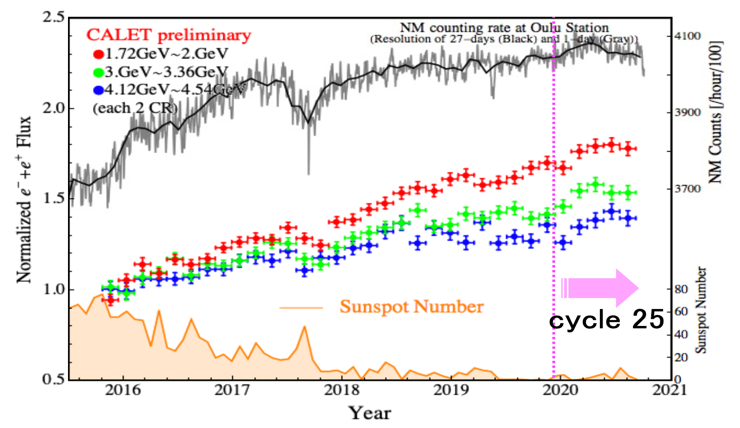 2.5
2.0
1.5
1.0
0.5
Normalized e⁻+e⁺ Flux
CALET preliminary
1.72GeV~2.GeV
3.GeV~3.36GeV
4.12GeV~4.54GeV
(each 2 CR)
NM counting rate at Oulu Station
(Resolution of 27-days (Black) and 1-day (Gray))
4100
3900
3700
NM Counts [/hour/100]
80
60
40
20
0
Sunspot Number
Sunspot Number
cycle 25
2016
2017
2018
2019
2020
2021
Year